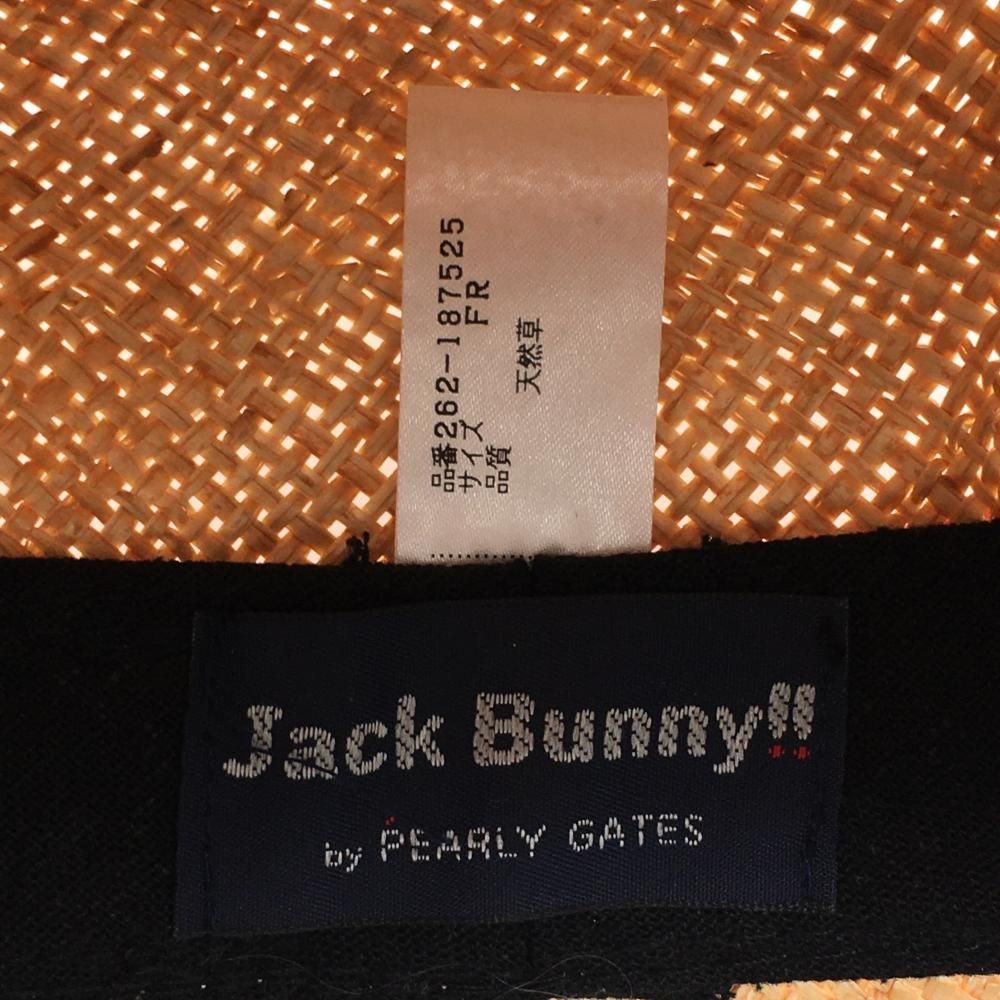 品番262-187525
サイズ FR
品質 天然草
Jack Bunny!!
by PEARLY GATES